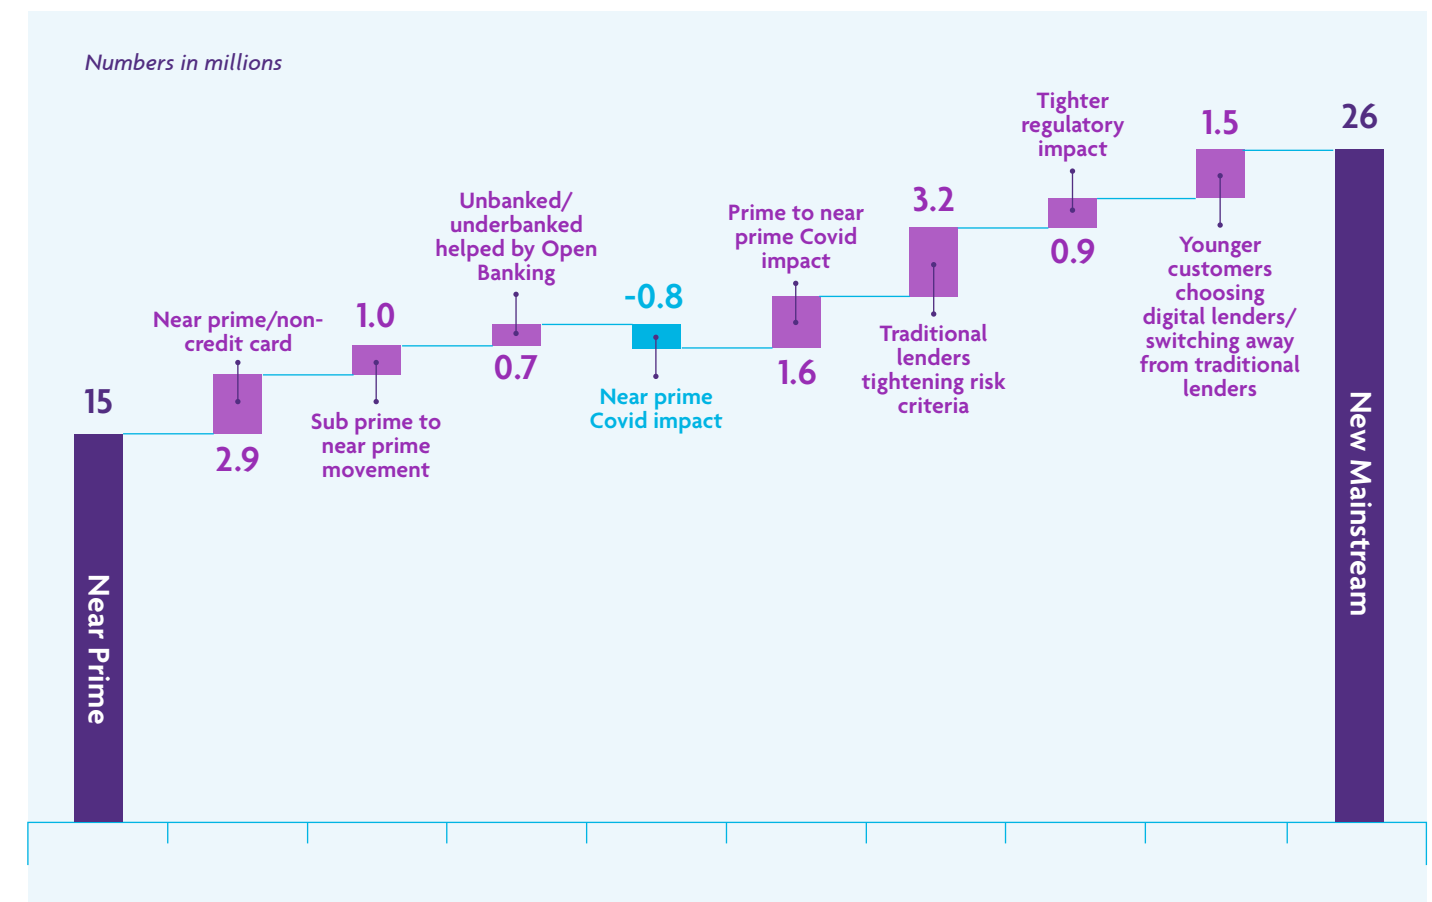 Numbers in millions
15
Near Prime
Near prime/non-
credit card
2.9
1.0
Sub prime to
near prime
movement
Unbanked/
underbanked
helped by Open
Banking
0.7
-0.8
Near prime
Covid impact
Prime to near
prime Covid
impact
1.6
3.2
Traditional
lenders
tightening risk
criteria
Tighter
regulatory
impact
0.9
1.5
Younger
customers
choosing
digital lenders/
switching away
from traditional
lenders
26
New Mainstream